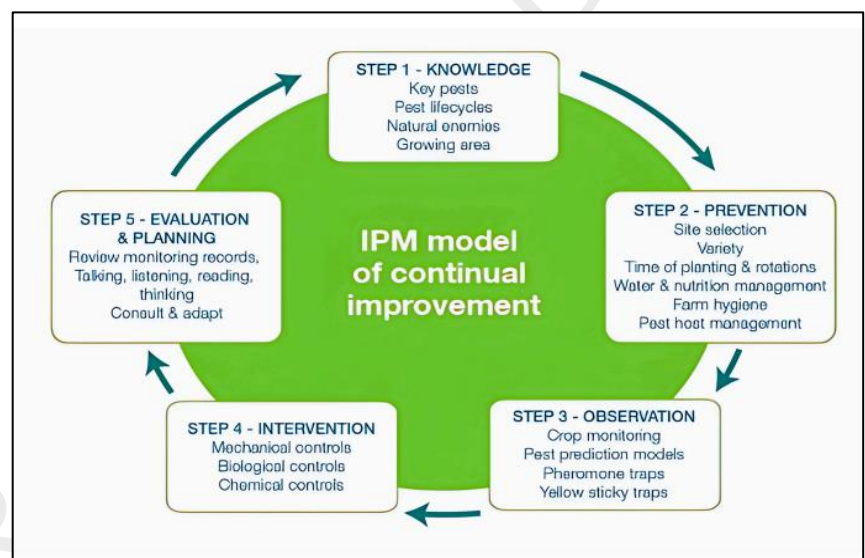 STEP 1 - KNOWLEDGE
Key pests
Pest lifecycles
Natural enemies
Growing area
STEP 2 - PREVENTION
Site selection
Variety
Time of planting & rotations
Water & nutrition management
Farm hygiene
Pest host management
STEP 3 - OBSERVATION
Crop monitoring
Pest prediction models
Pheromone traps
Yellow sticky traps
STEP 4 - INTERVENTION
Mechanical controls
Biological controls
Chemical controls
STEP 5 - EVALUATION
& PLANNING
Review monitoring records,
Talking, listening, reading,
thinking
Consult & adapt
IPM model
of continual
improvement